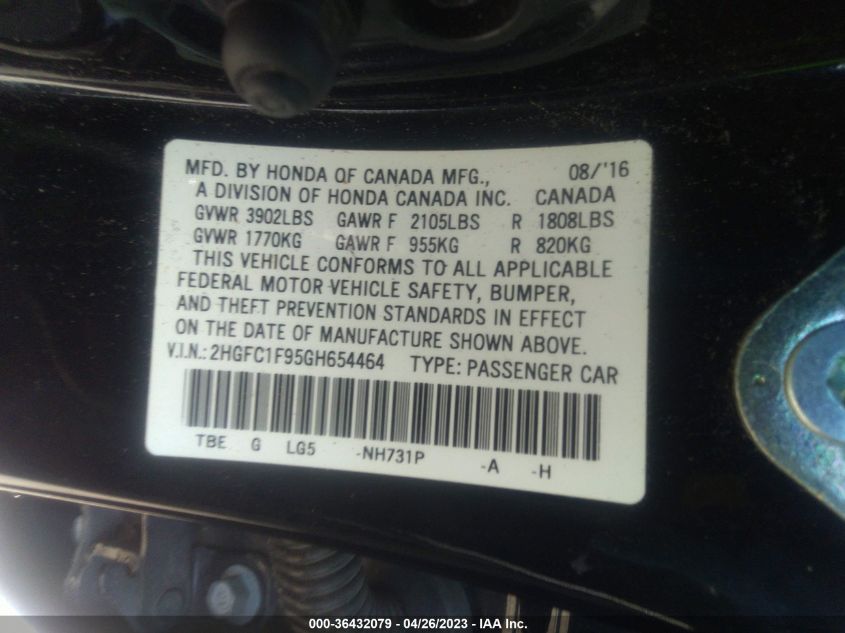 MFD. BY HONDA OF CANADA MFG., 08/'16
A DIVISION OF HONDA CANADA INC. CANADA
GVWR 3902LBS GAWR F 2105LBS R 1808LBS
GVWR 1770KG GAWR F 955KG R 820KG
THIS VEHICLE CONFORMS TO ALL APPLICABLE
FEDERAL MOTOR VEHICLE SAFETY, BUMPER,
AND THEFT PREVENTION STANDARDS IN EFFECT
ON THE DATE OF MANUFACTURE SHOWN ABOVE.
V.I.N.: 2HGFC1F95GH654464 TYPE: PASSENGER CAR
TBE G LG5 -NH731P -A -H
000-36432079 - 04/26/2023 - IAA Inc.